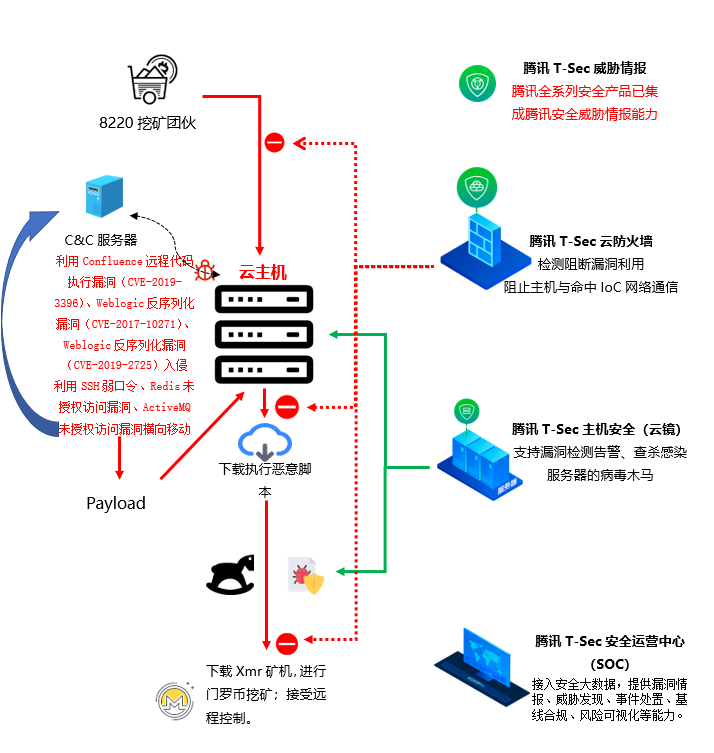 8220 挖矿团伙
C&C 服务器
利用 Confluence 远程代码
执行漏洞（CVE-2019-
3396）、Weblogic 反序列化
漏洞（CVE-2017-10271）、
Weblogic 反序列化漏洞
（CVE-2019-2725）入侵
利用 SSH 弱口令、Redis 未
授权访问漏洞、ActiveMQ
未授权访问漏洞横向移动
Payload
云主机
下载执行恶意脚
本
下载 Xmr 矿机，进行
门罗币挖矿；接受远
程控制。
腾讯 T-Sec 威胁情报
腾讯全系列安全产品已集
成腾讯安全威胁情报能力
腾讯 T-Sec 云防火墙
检测阻断漏洞利用
阻止主机与命中 IoC 网络通信
腾讯 T-Sec 主机安全（云镜）
支持漏洞检测告警、查杀感染
服务器的病毒木马
服务器
腾讯 T-Sec 安全运营中心
（SOC）
接入安全大数据，提供漏洞情
报、威胁发现、事件处置、基
线合规、风险可视化等能力。